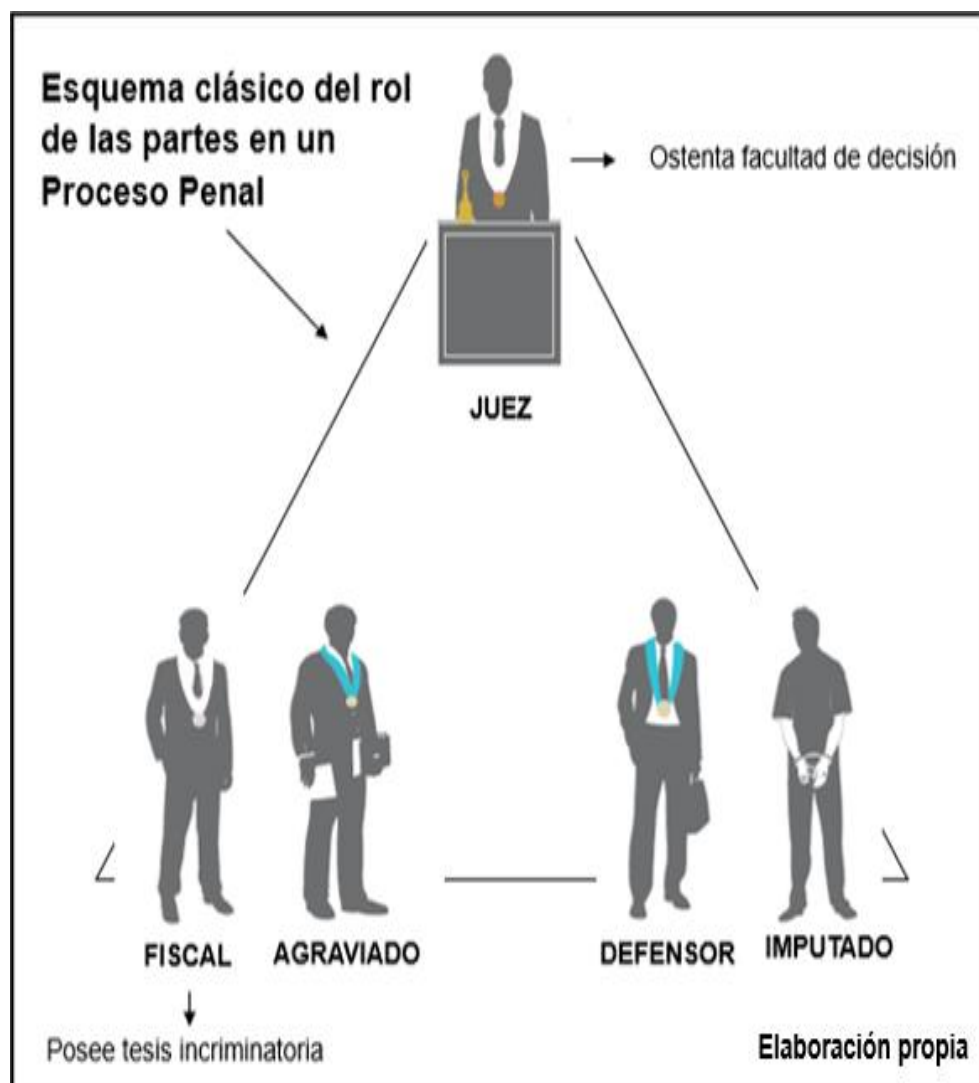 Esquema clásico del rol
de las partes en un
Proceso Penal
Ostenta facultad de decisión
JUEZ
FISCAL
AGRAVIADO
DEFENSOR
IMPUTADO
Posee tesis incriminatoria
Elaboración propia